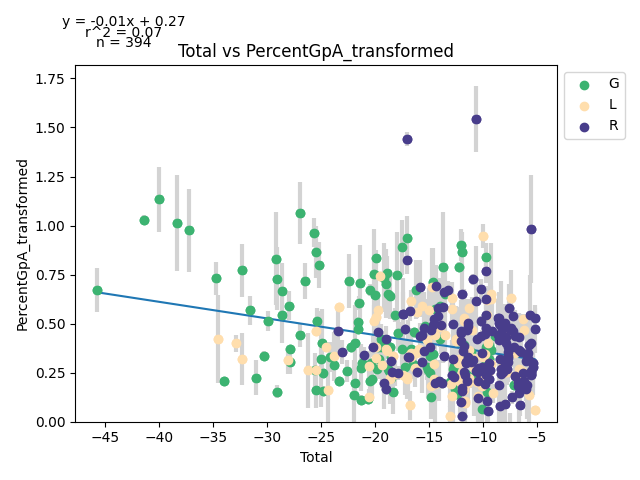 y = -0.01x + 0.27
r^2 = 0.07
n = 394
Total vs PercentGpA_transformed
PercentGpA_transformed
1.75
1.50
1.25
1.00
0.75
0.50
0.25
0.00
−45 −40 −35 −30 −25 −20 −15 −10 −5
Total
G
L
R